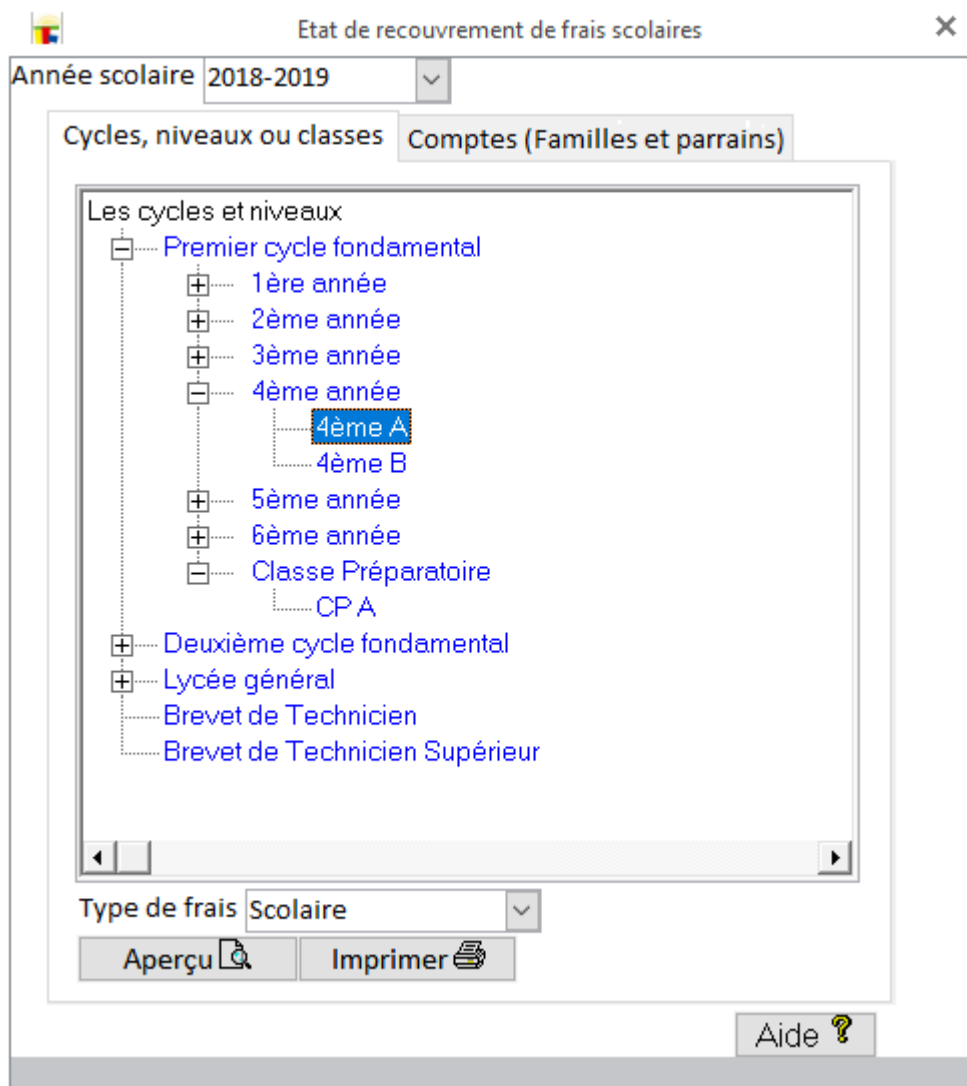 Etat de recouvrement de frais scolaires
Année scolaire 2018-2019
Cycles, niveaux ou classes Comptes (Familles et parrains)
Les cycles et niveaux
Premier cycle fondamental
1ère année
2ème année
3ème année
4ème année
4ème A
4ème B
5ème année
6ème année
Classe Préparatoire
CP A
Deuxième cycle fondamental
Lycée général
Brevet de Technicien
Brevet de Technicien Supérieur
Type de frais Scolaire
Aperçu Imprimer
Aide ?